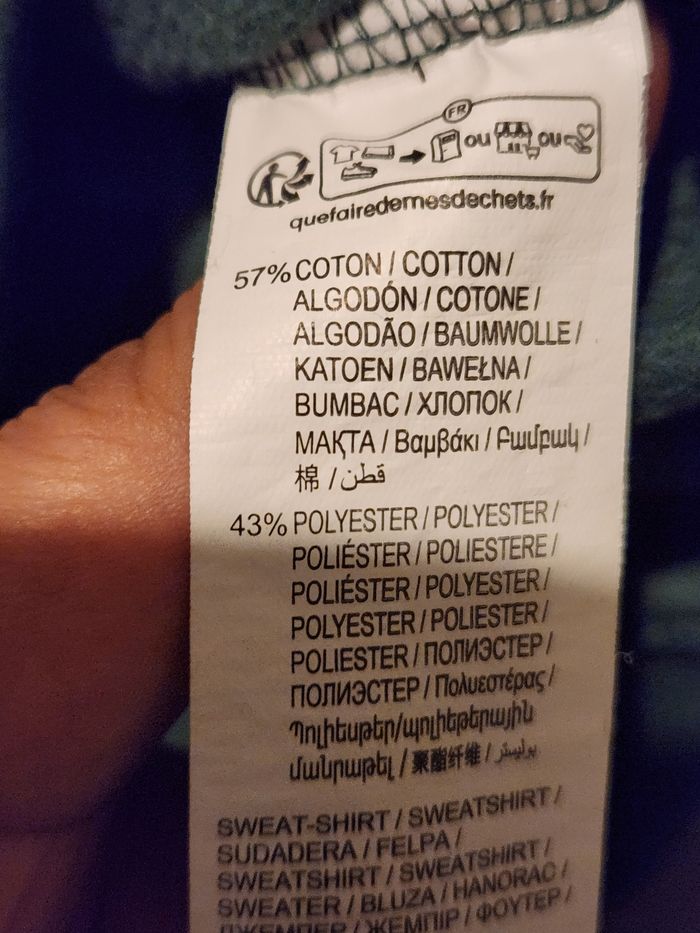 FR
ou ou
quefairedemesdechets.fr
57% COTON / COTTON /
ALGODÓN / COTONE /
ALGODÃO / BAUMWOLLE /
KATOEN / BAWEŁNA /
BUMBAC / ХЛОПОК /
МАҚТА / Βαμβάκι / Բամբակ /
棉 / قطن
43% POLYESTER / POLYESTER /
POLIÉSTER / POLIESTERE /
POLIÉSTER / POLYESTER /
POLYESTER / POLIESTER /
POLIESTER / ПОЛИЭСТЕР /
ПОЛИЭСТЕР / Πολυεστέρας /
Պոլիեսթեր/պոլիեթերային
մանրաթել / 聚酯纤维 / بوليستر
SWEAT-SHIRT / SWEATSHIRT /
SUDADERA / FELPA /
SWEATSHIRT / SWEATSHIRT /
SWEATER / BLUZA / HANORAC /
ДЖЕМПЕР / ЖЕМПІР / ФОУТЕР /